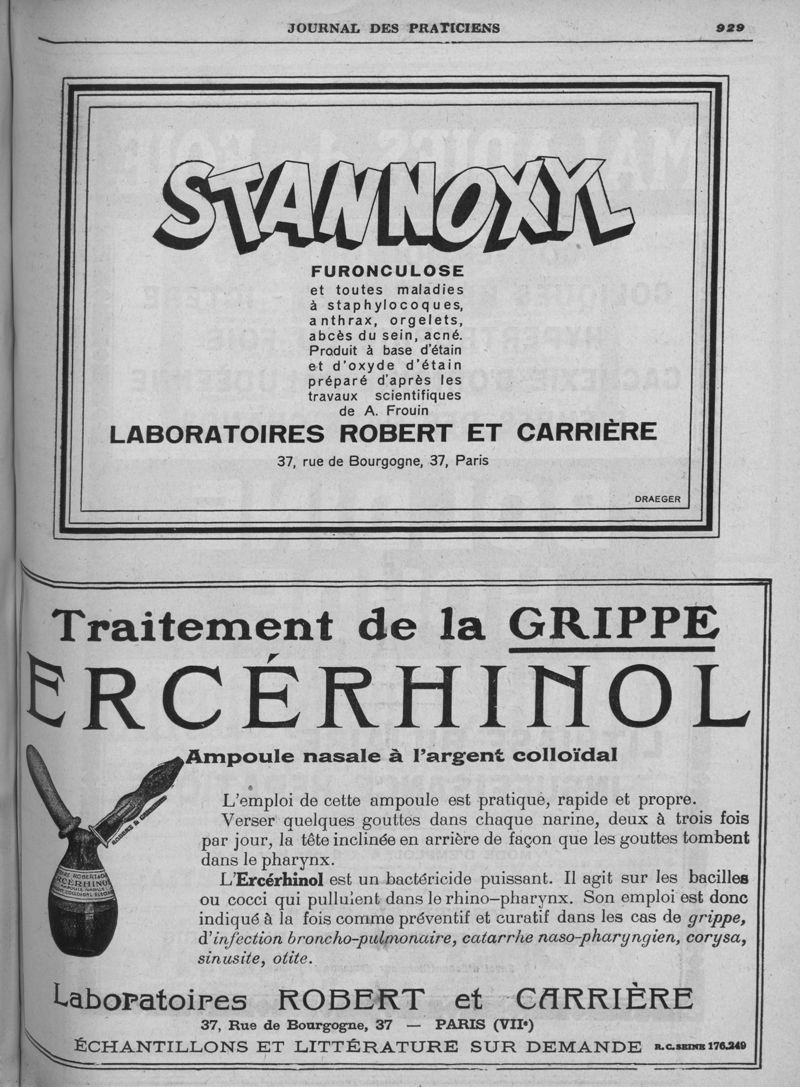 JOURNAL DES PRATICIENS 929
STANNOXYL
FURONCULOSE
et toutes maladies
à staphylocoques,
anthrax, orgelets,
abcès du sein, acné.
Produit à base d'étain
et d'oxyde d'étain
préparé d'après les
travaux scientifiques
de A. Frouin
LABORATOIRES ROBERT ET CARRIÈRE
37, rue de Bourgogne, 37, Paris
DRAEGER
Traitement de la GRIPPE
ERCÉRHINOL
Ampoule nasale à l'argent colloïdal
L'emploi de cette ampoule est pratique, rapide et propre.
Verser quelques gouttes dans chaque narine, deux à trois fois
par jour, la tête inclinée en arrière de façon que les gouttes tombent
dans le pharynx.
L'Ercérhinol est un bactéricide puissant. Il agit sur les bacilles
ou cocci qui pulluient dans le rhino-pharynx. Son emploi est donc
indiqué à la fois comme préventif et curatif dans les cas de grippe,
d'infection broncho-pulmonaire, catarrhe naso-pharyngien, corysa,
sinusite, otite.
Laboratoires ROBERT et CARRIÈRE
37, Rue de Bourgogne, 37 — PARIS (VIIe)
ÉCHANTILLONS ET LITTÉRATURE SUR DEMANDE R.C. SEINE 176.249